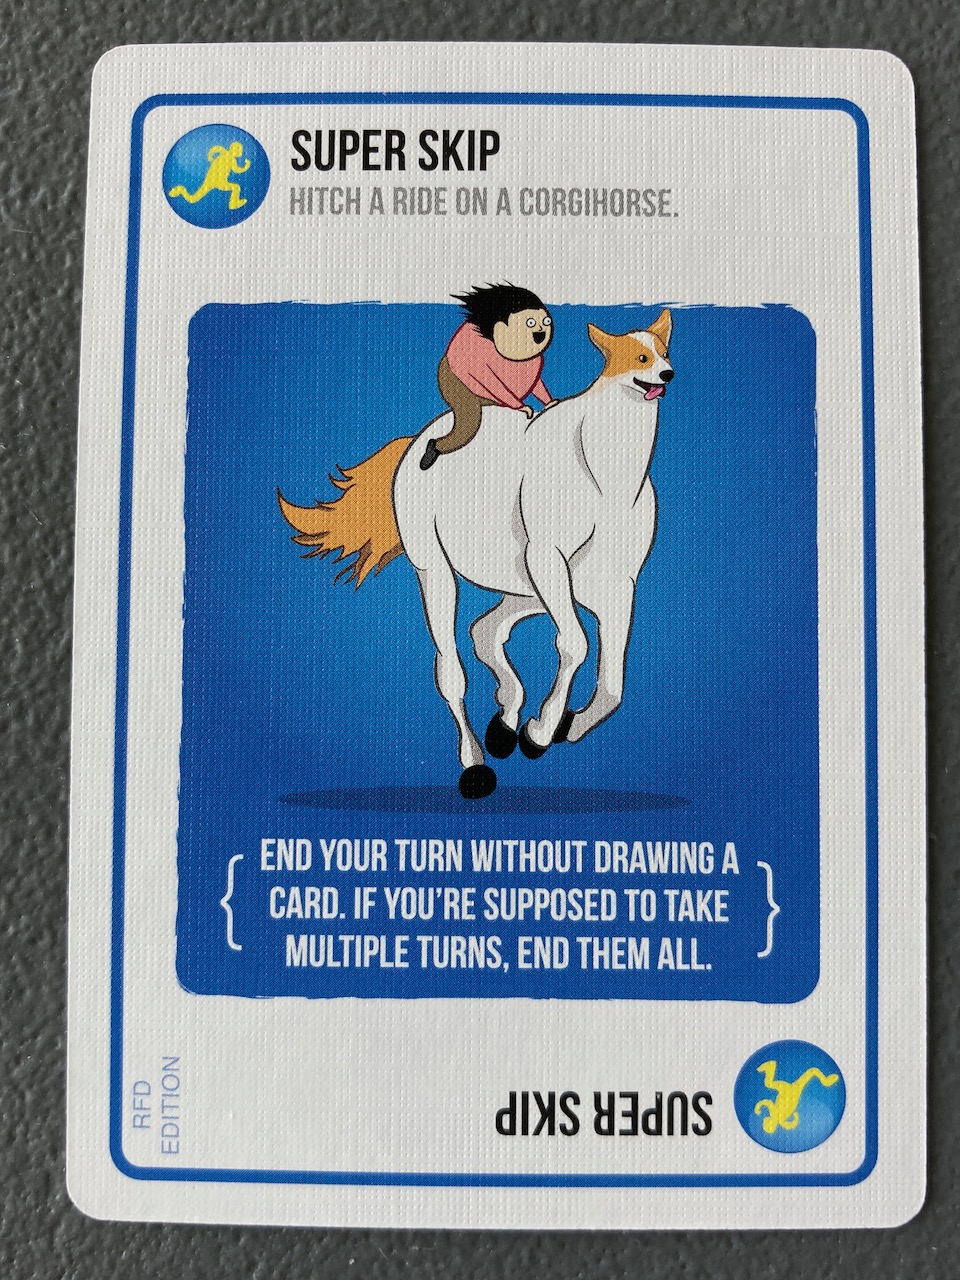 SUPER SKIP
HITCH A RIDE ON A CORGIHORSE.
END YOUR TURN WITHOUT DRAWING A
CARD. IF YOU'RE SUPPOSED TO TAKE
MULTIPLE TURNS, END THEM ALL.
RFD
EDITION
SUPER SKIP